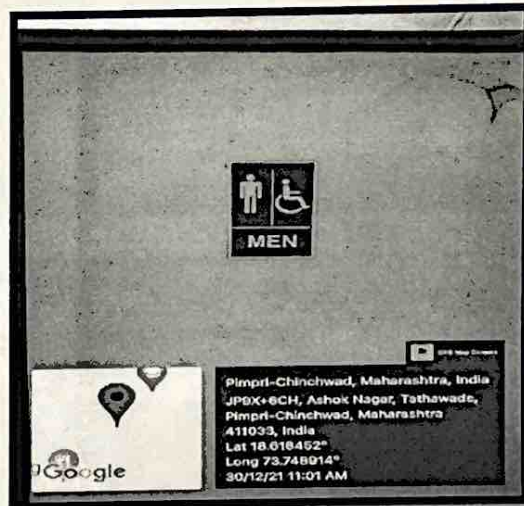 MEN
GPS Map Camera
Google
Pimpri-Chinchwad, Maharashtra, India
JP9X+6CH, Ashok Nagar, Tathawade,
Pimpri-Chinchwad, Maharashtra
411033, India
Lat 18.018452°
Long 73.748914°
30/12/21 11:01 AM